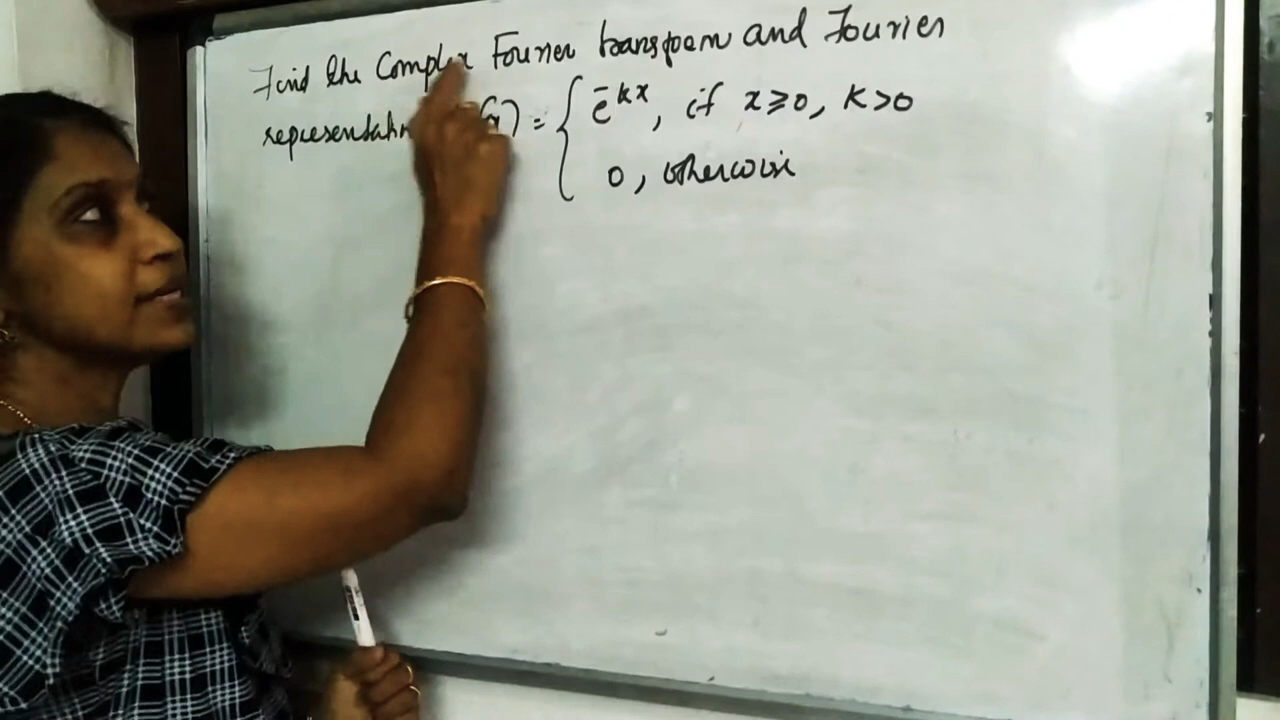 Find the Complex Fourier transform and Fourier
representation (x) = { e^-kx, if x ≥ 0, k > 0
0, otherwise